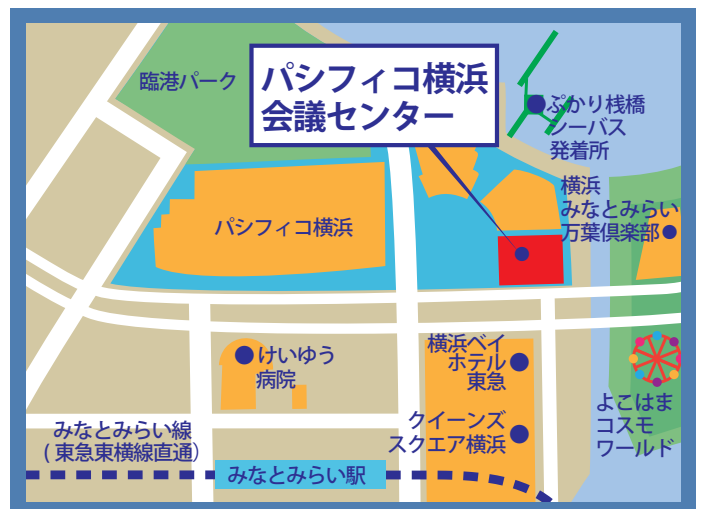 臨港パーク
パシフィコ横浜
会議センター
ぷかり桟橋
シーバス
発着所
横浜
みなとみらい
万葉倶楽部
パシフィコ横浜
けいゆう
病院
横浜ベイ
ホテル
東急
クイーンズ
スクエア横浜
よこはま
コスモ
ワールド
みなとみらい線
(東急東横線直通)
みなとみらい駅